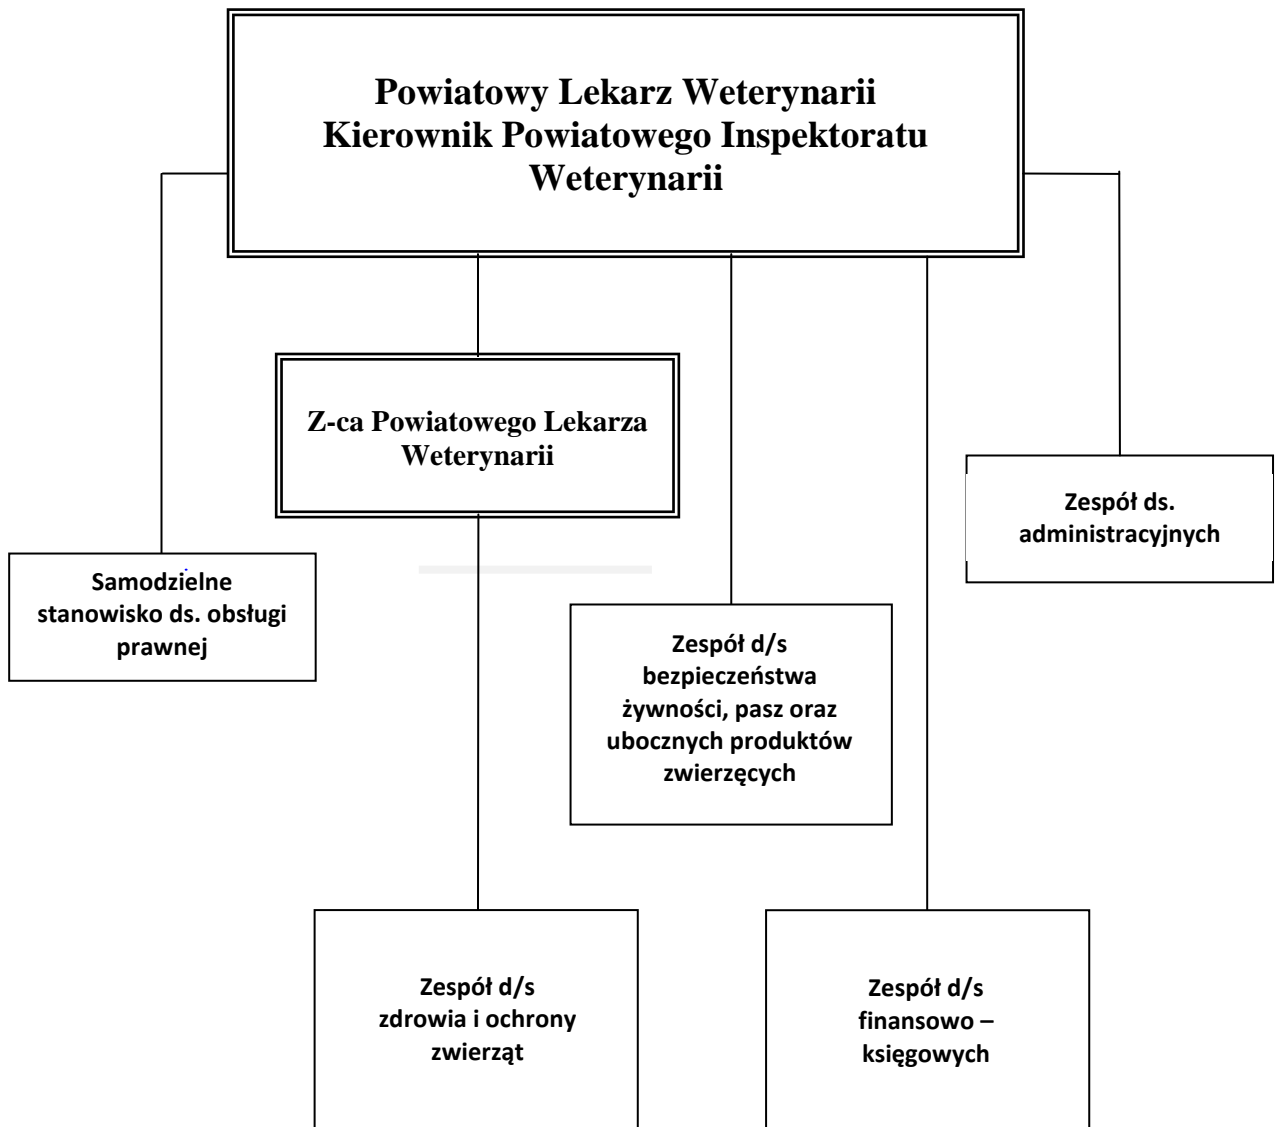 Powiatowy Lekarz Weterynarii
Kierownik Powiatowego Inspektoratu
Weterynarii
Z-ca Powiatowego Lekarza
Weterynarii
Zespół ds.
administracyjnych
Samodzielne
stanowisko ds. obsługi
prawnej
Zespół d/s
bezpieczeństwa
żywności, pasz oraz
ubocznych produktów
zwierzęcych
Zespół d/s
zdrowia i ochrony
zwierząt
Zespół d/s
finansowo –
księgowych